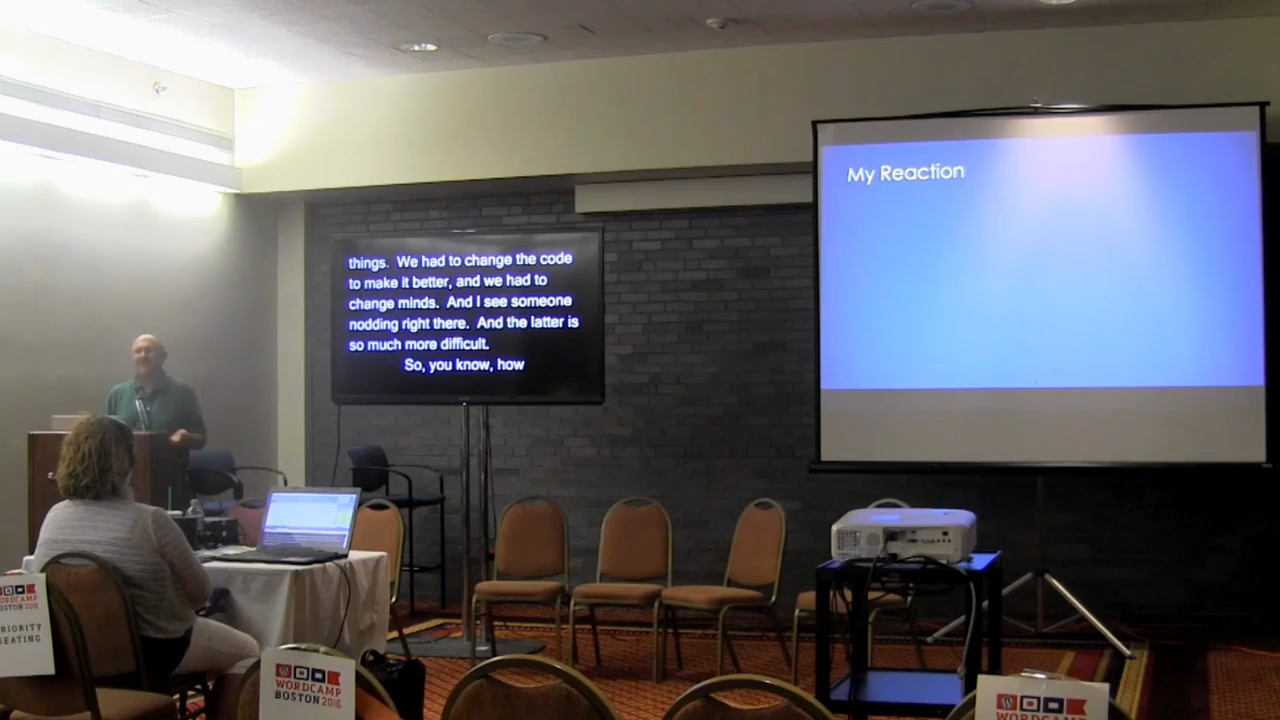 things. We had to change the code
to make it better, and we had to
change minds. And I see someone
nodding right there. And the latter is
so much more difficult.
So, you know, how
My Reaction
WORDCAMP
BOSTON 2016
SEATING
WORDCAMP
BOSTON 2016
WORDCAMP